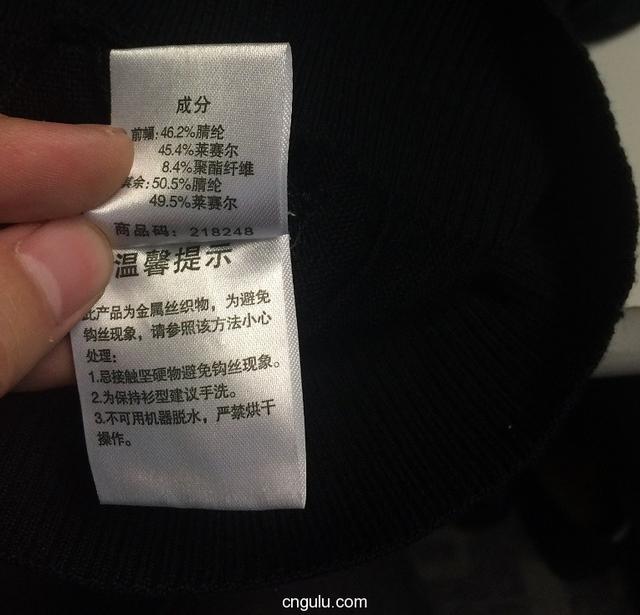 成分
前幅:46.2%腈纶
45.4%莱赛尔
8.4%聚酯纤维
其余:50.5%腈纶
49.5%莱赛尔
商品码: 218248
温馨提示
此产品为金属丝织物，为避免
钩丝现象，请参照该方法小心
处理：
1.忌接触坚硬物避免钩丝现象。
2.为保持衫型建议手洗。
3.不可用机器脱水，严禁烘干
操作。
cngulu.com